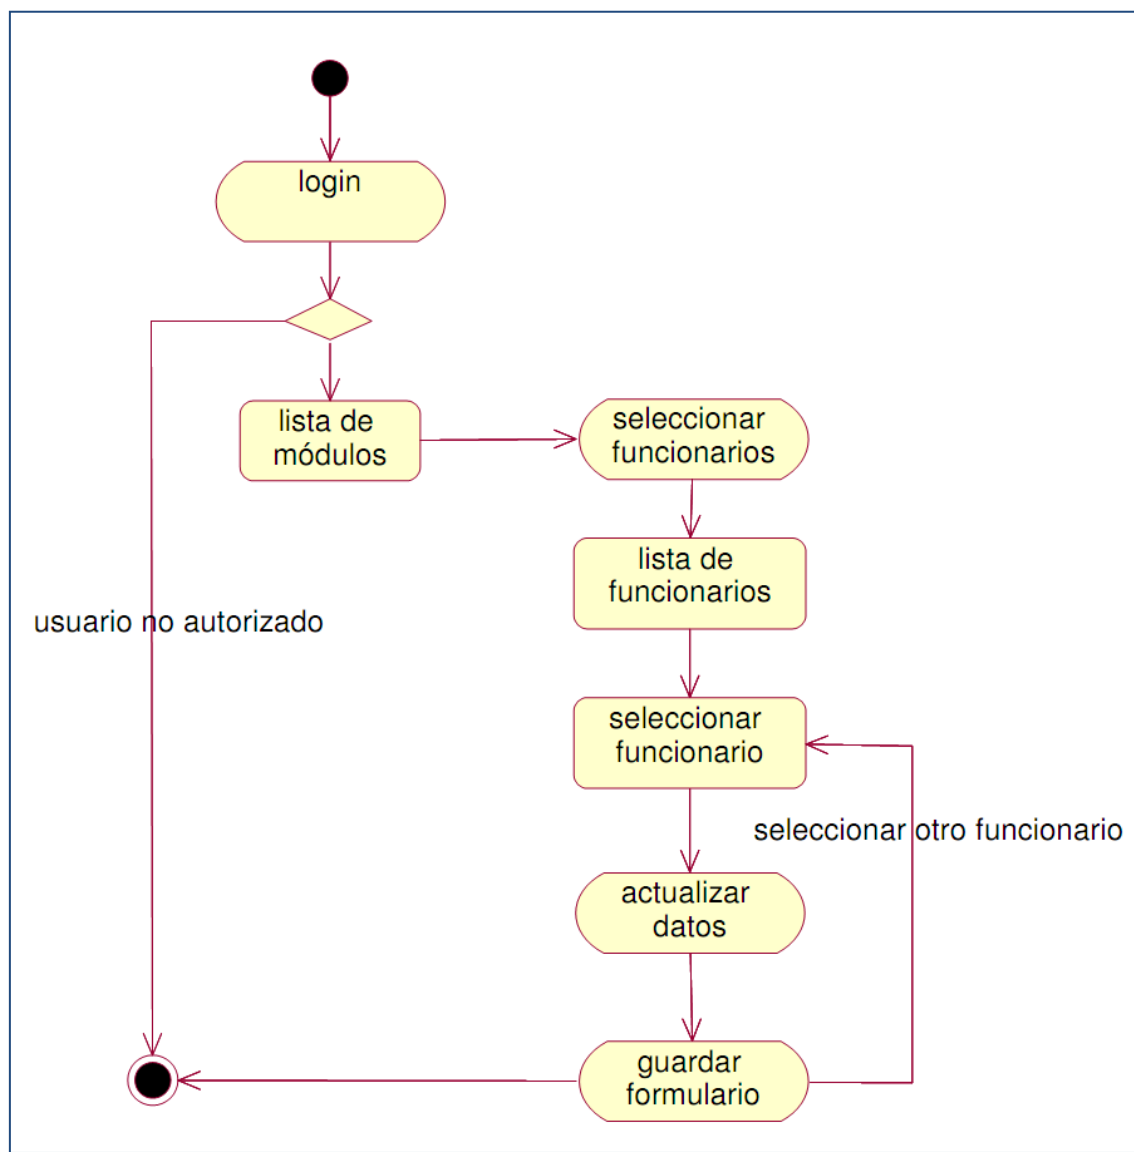 login
lista de
módulos
seleccionar
funcionarios
lista de
funcionarios
usuario no autorizado
seleccionar
funcionario
seleccionar otro funcionario
actualizar
datos
guardar
formulario